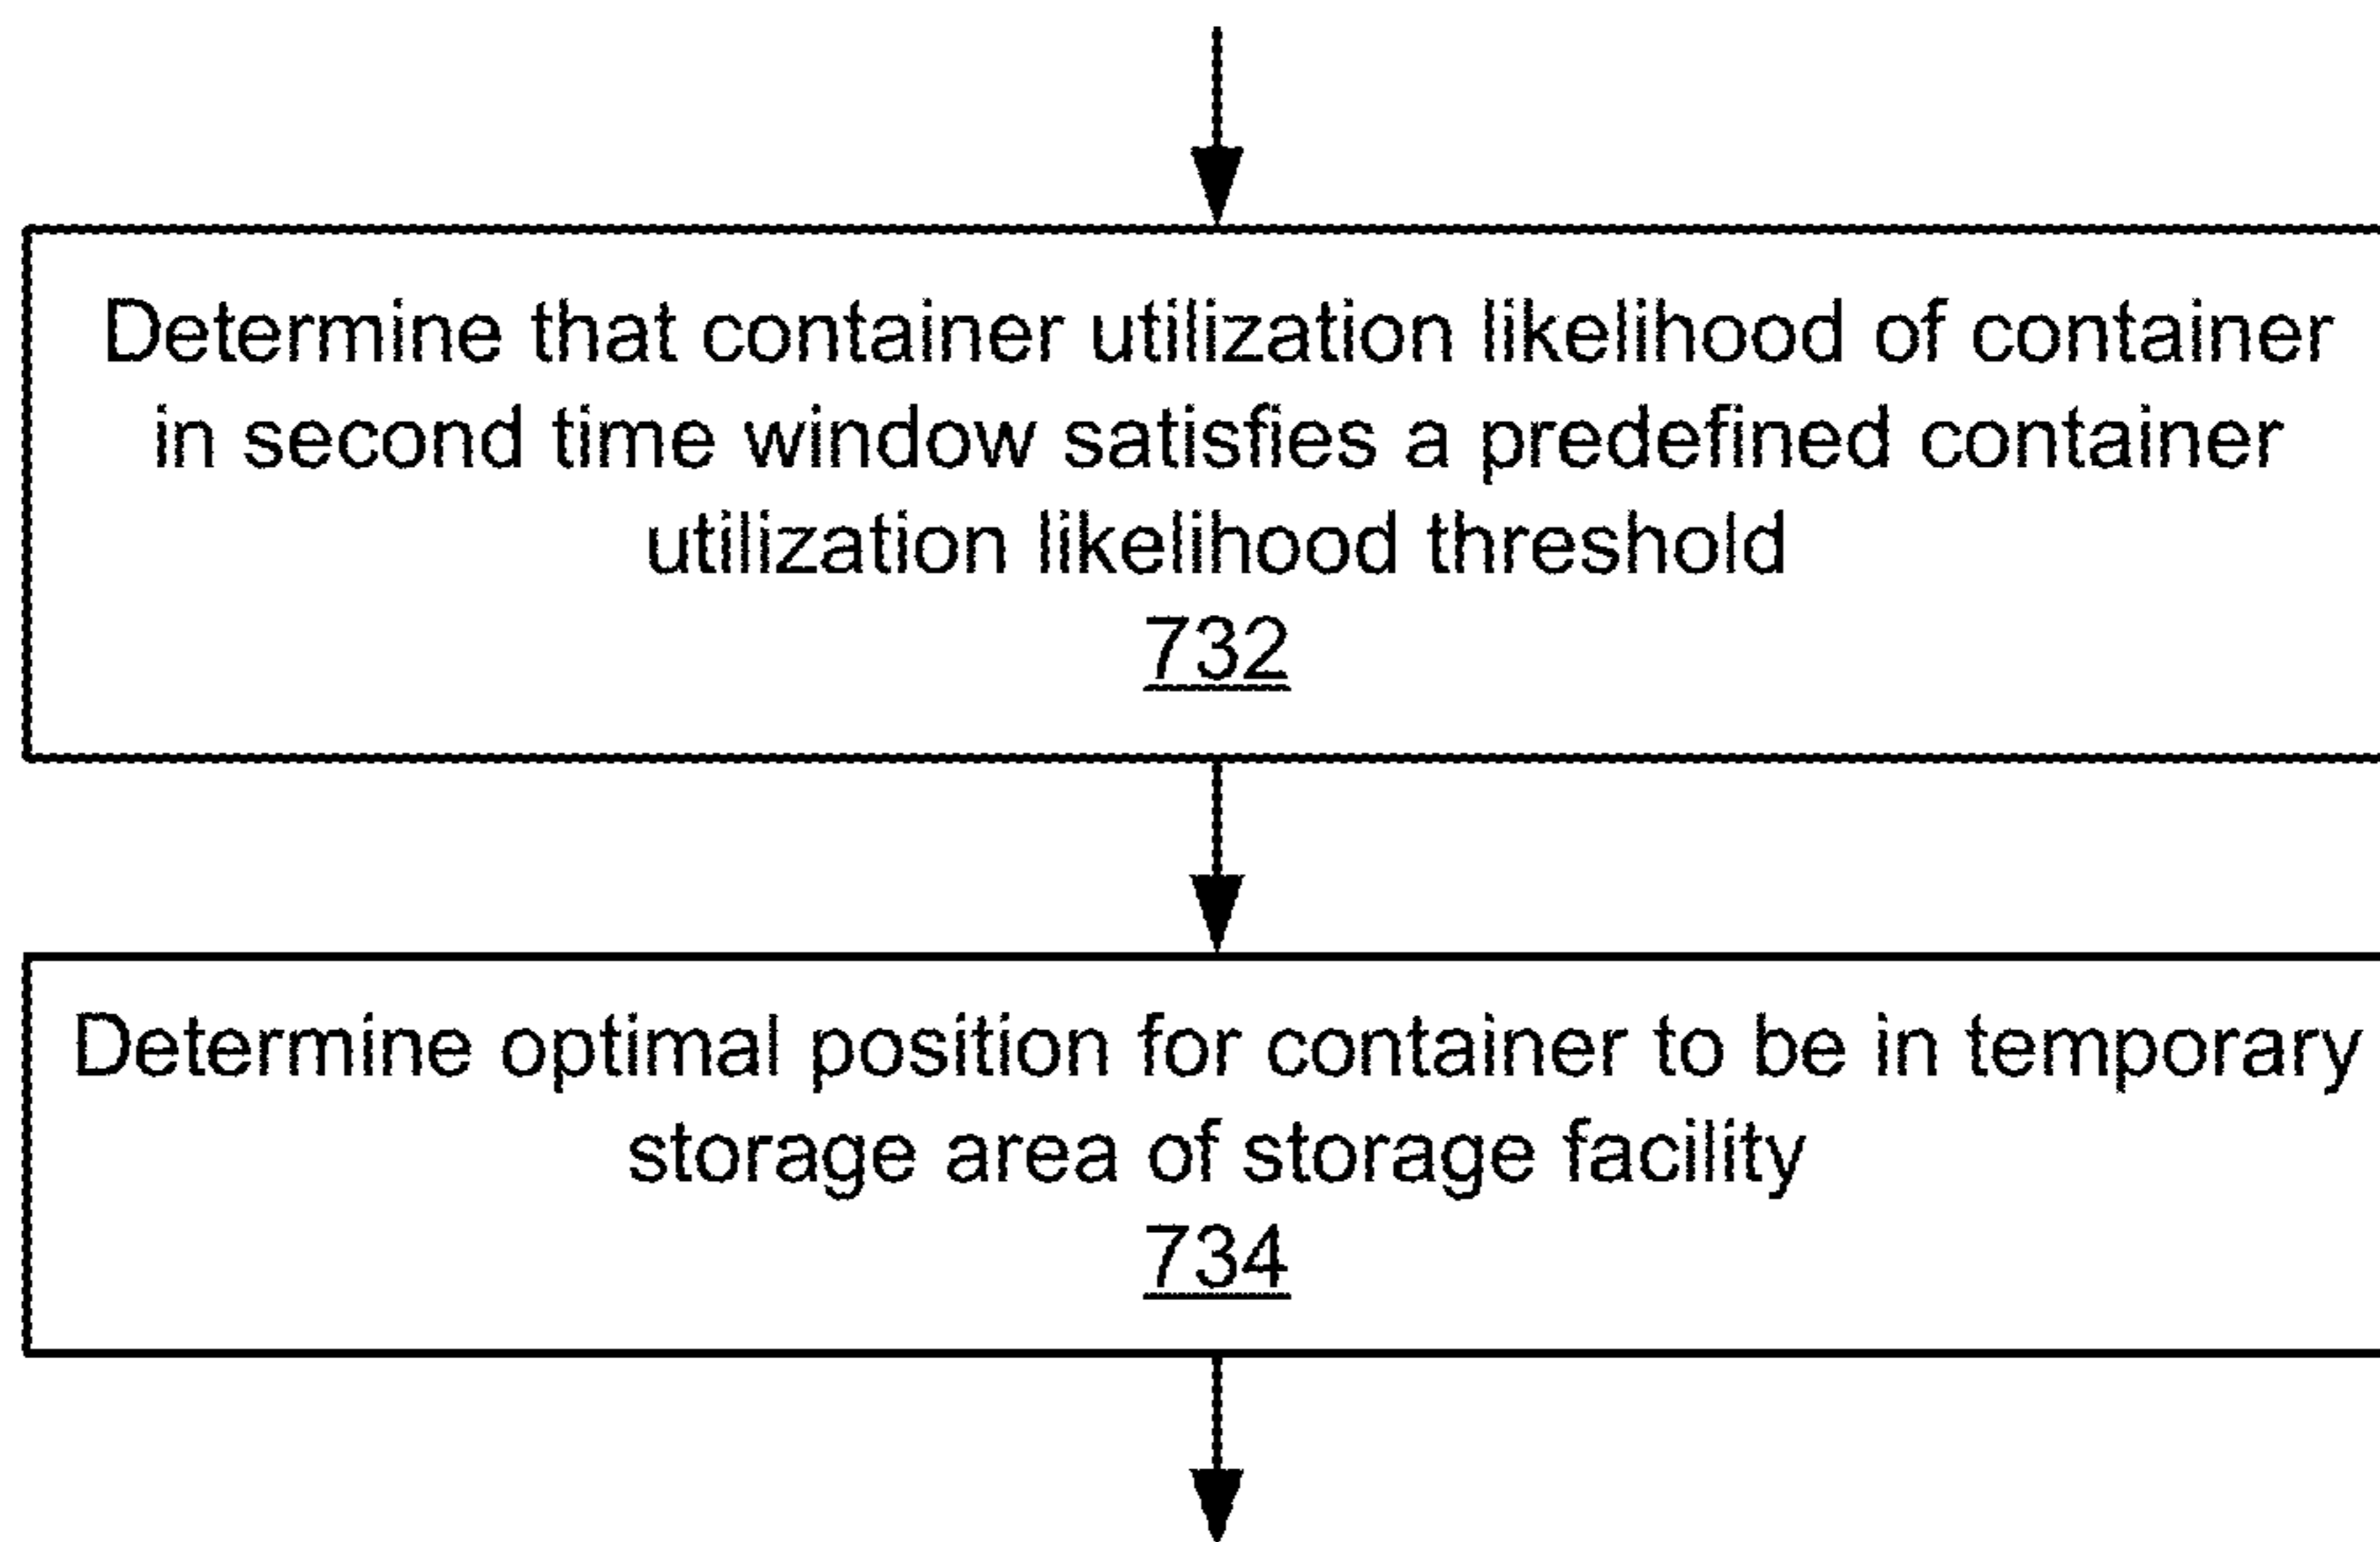 Determine that container utilization likelihood of container
in second time window satisfies a predefined container
utilization likelihood threshold
732
Determine optimal position for container to be in temporary
storage area of storage facility
734